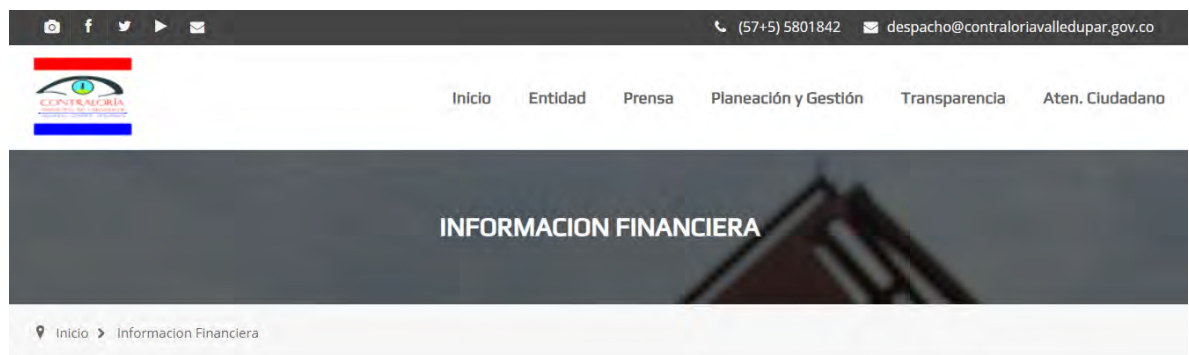 (57+5) 5801842 despacho@contraloriavalledupar.gov.co
CONTRALORÍA
Inicio Entidad Prensa Planeación y Gestión Transparencia Aten. Ciudadano
INFORMACION FINANCIERA
Inicio > Informacion Financiera